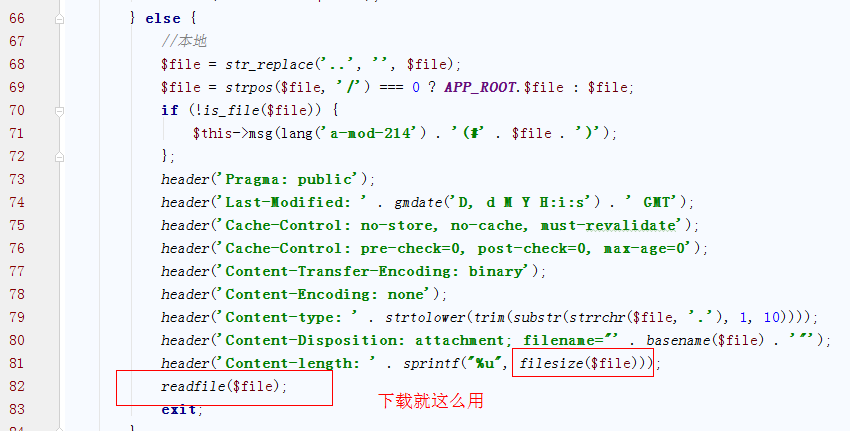 66 } else {
67 //本地
68 $file = str_replace('..', '', $file);
69 $file = strpos($file, '/') === 0 ? APP_ROOT.$file : $file;
70 if (!is_file($file)) {
71 $this->msg(lang('a-mod-214') . '(#' . $file . ')');
72 };
73 header('Pragma: public');
74 header('Last-Modified: ' . gmdate('D, d M Y H:i:s') . ' GMT');
75 header('Cache-Control: no-store, no-cache, must-revalidate');
76 header('Cache-Control: pre-check=0, post-check=0, max-age=0');
77 header('Content-Transfer-Encoding: binary');
78 header('Content-Encoding: none');
79 header('Content-type: ' . strtolower(trim(substr(strrchr($file, '.'), 1, 10))));
80 header('Content-Disposition: attachment; filename="' . basename($file) . '"');
81 header('Content-length: ' . sprintf("%u", filesize($file)));
82 readfile($file);
下载就这么用
83 exit;